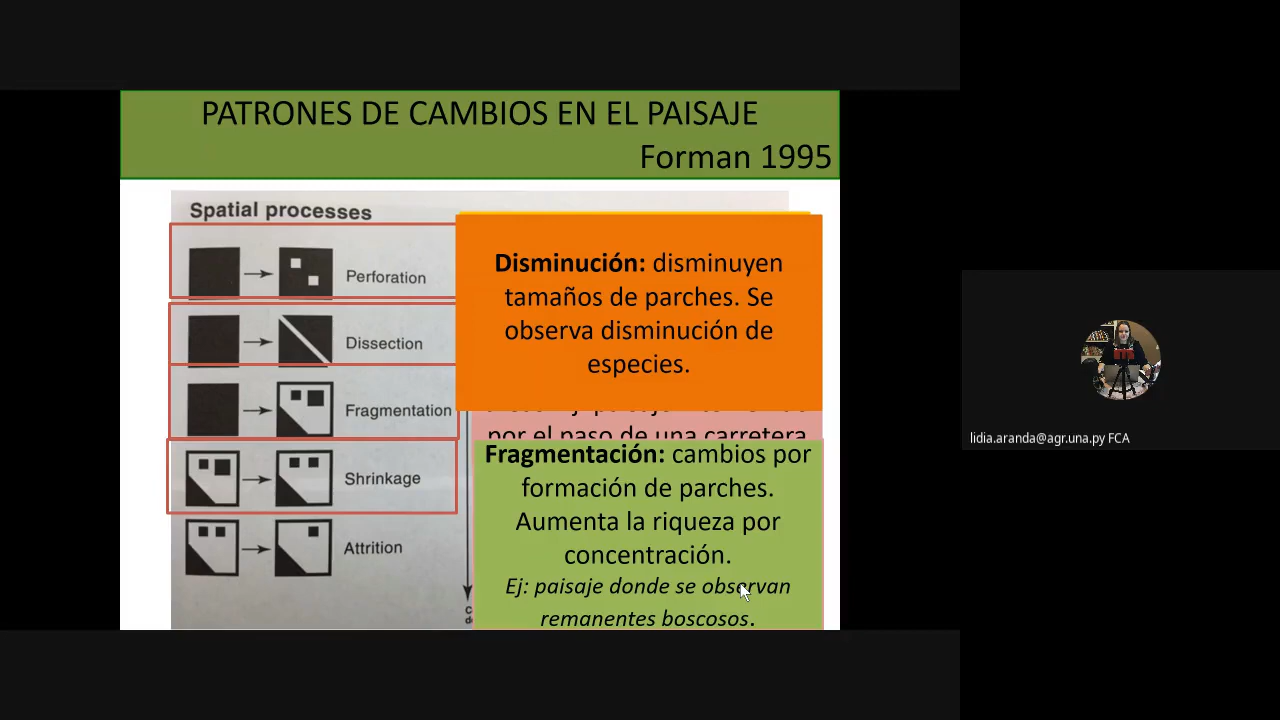 PATRONES DE CAMBIOS EN EL PAISAJE
Forman 1995
Spatial processes
Perforation
Dissection
Fragmentation
Shrinkage
Attrition
Disminución: disminuyen
tamaños de parches. Se
observa disminución de
especies.
por el paso de una carretera
Fragmentación: cambios por
formación de parches.
Aumenta la riqueza por
concentración.
Ej: paisaje donde se observan
remanentes boscosos.
lidia.aranda@agr.una.py FCA